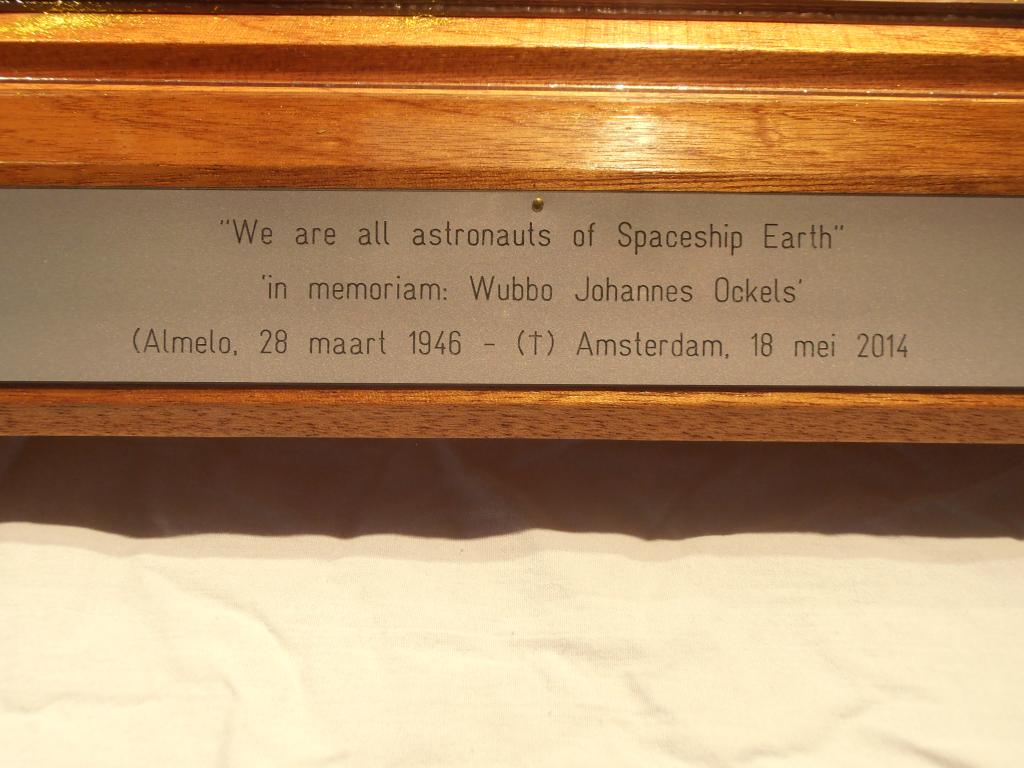 "We are all astronauts of Spaceship Earth"
'in memoriam: Wubbo Johannes Ockels'
(Almelo, 28 maart 1946 - (†) Amsterdam, 18 mei 2014